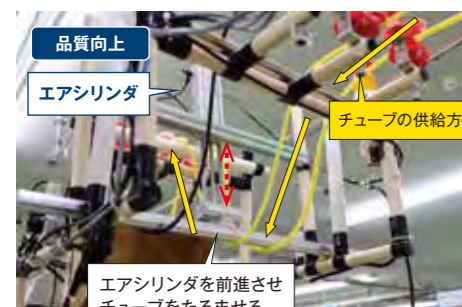 品質向上
エアシリンダ
チューブの供給方
エアシリンダを前進させ
チューブをたるませる